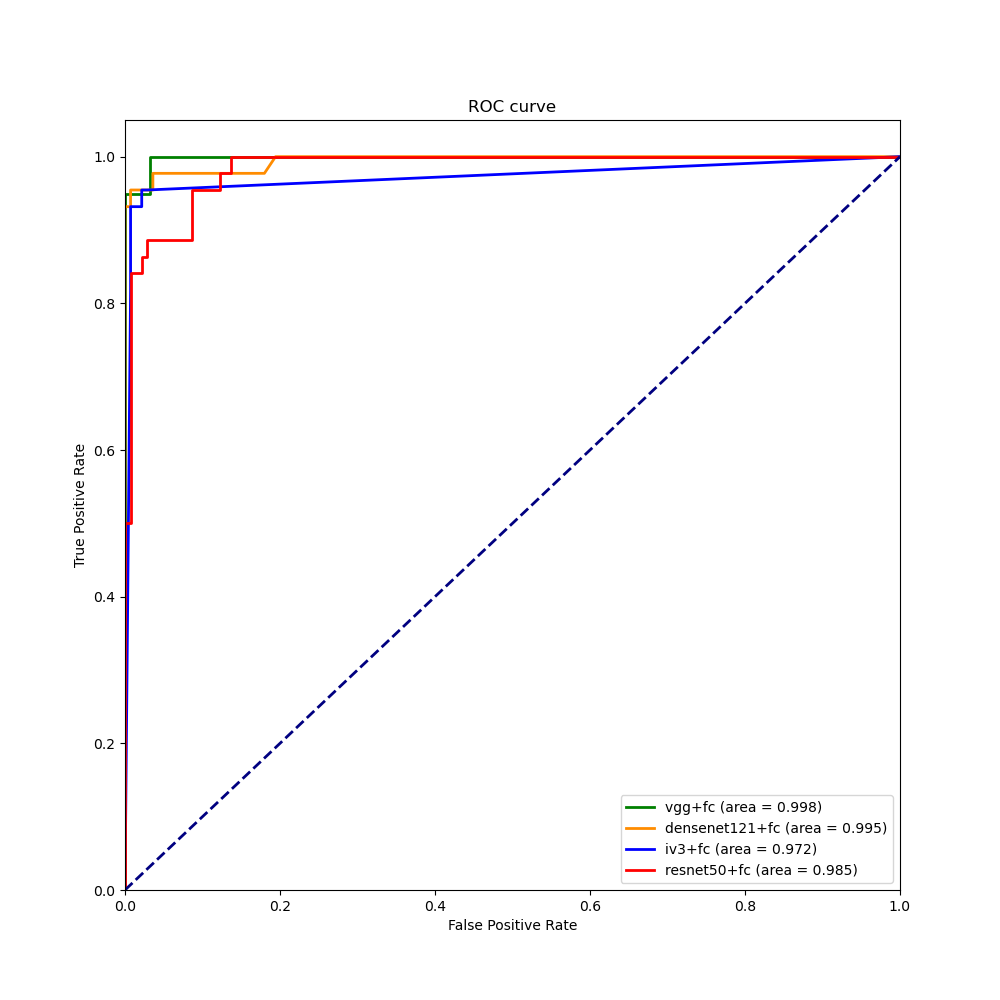 ROC curve
True Positive Rate
1.0
0.8
0.6
0.4
0.2
0.0
0.0 0.2 0.4 0.6 0.8 1.0
False Positive Rate
vgg+fc (area = 0.998)
densenet121+fc (area = 0.995)
iv3+fc (area = 0.972)
resnet50+fc (area = 0.985)